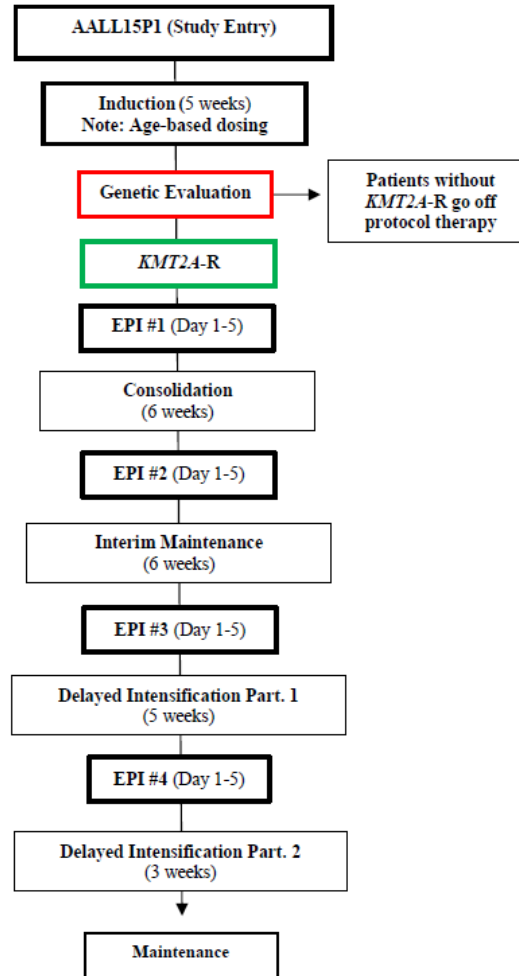 AALL15P1 (Study Entry)
Induction (5 weeks)
Note: Age-based dosing
Genetic Evaluation
Patients without
KMT2A-R go off
protocol therapy
KMT2A-R
EPI #1 (Day 1-5)
Consolidation
(6 weeks)
EPI #2 (Day 1-5)
Interim Maintenance
(6 weeks)
EPI #3 (Day 1-5)
Delayed Intensification Part. 1
(5 weeks)
EPI #4 (Day 1-5)
Delayed Intensification Part. 2
(3 weeks)
Maintenance